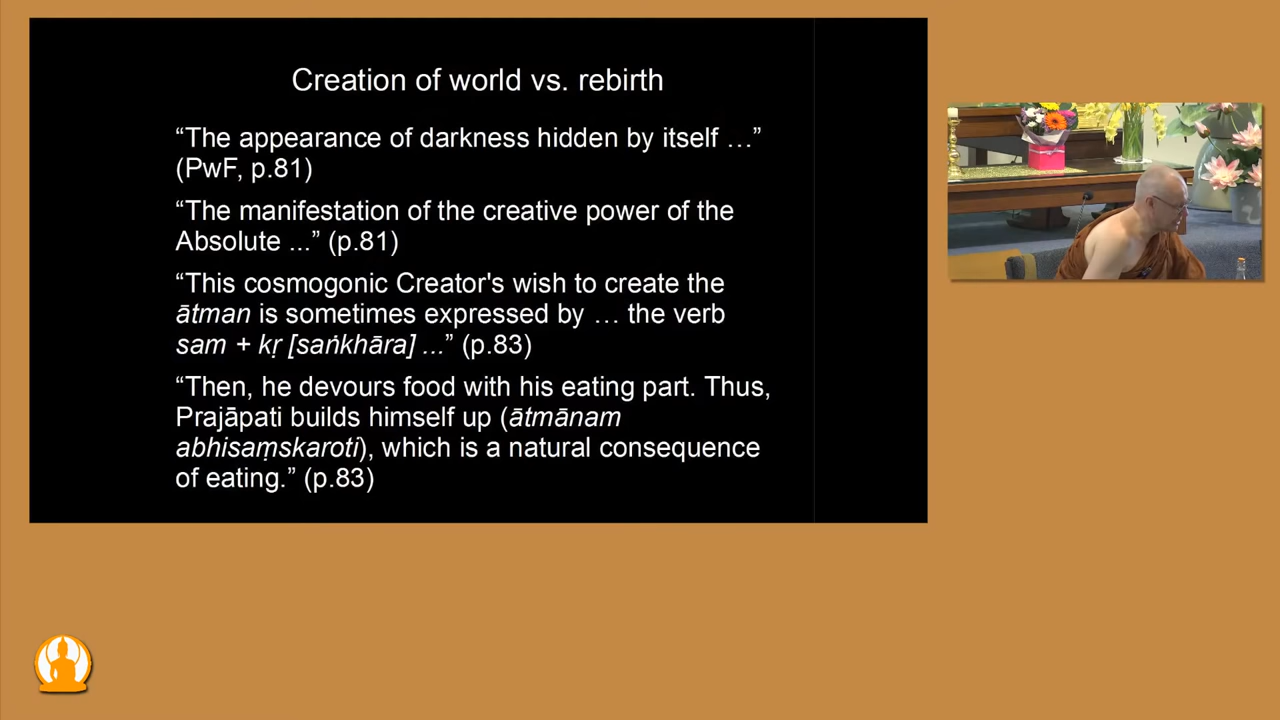 Creation of world vs. rebirth
“The appearance of darkness hidden by itself …”
(PwF, p.81)
“The manifestation of the creative power of the
Absolute ...” (p.81)
“This cosmogonic Creator's wish to create the
ātman is sometimes expressed by … the verb
sam + kṛ [saṅkhāra] ...” (p.83)
“Then, he devours food with his eating part. Thus,
Prajāpati builds himself up (ātmānam
abhisaṃskaroti), which is a natural consequence
of eating.” (p.83)